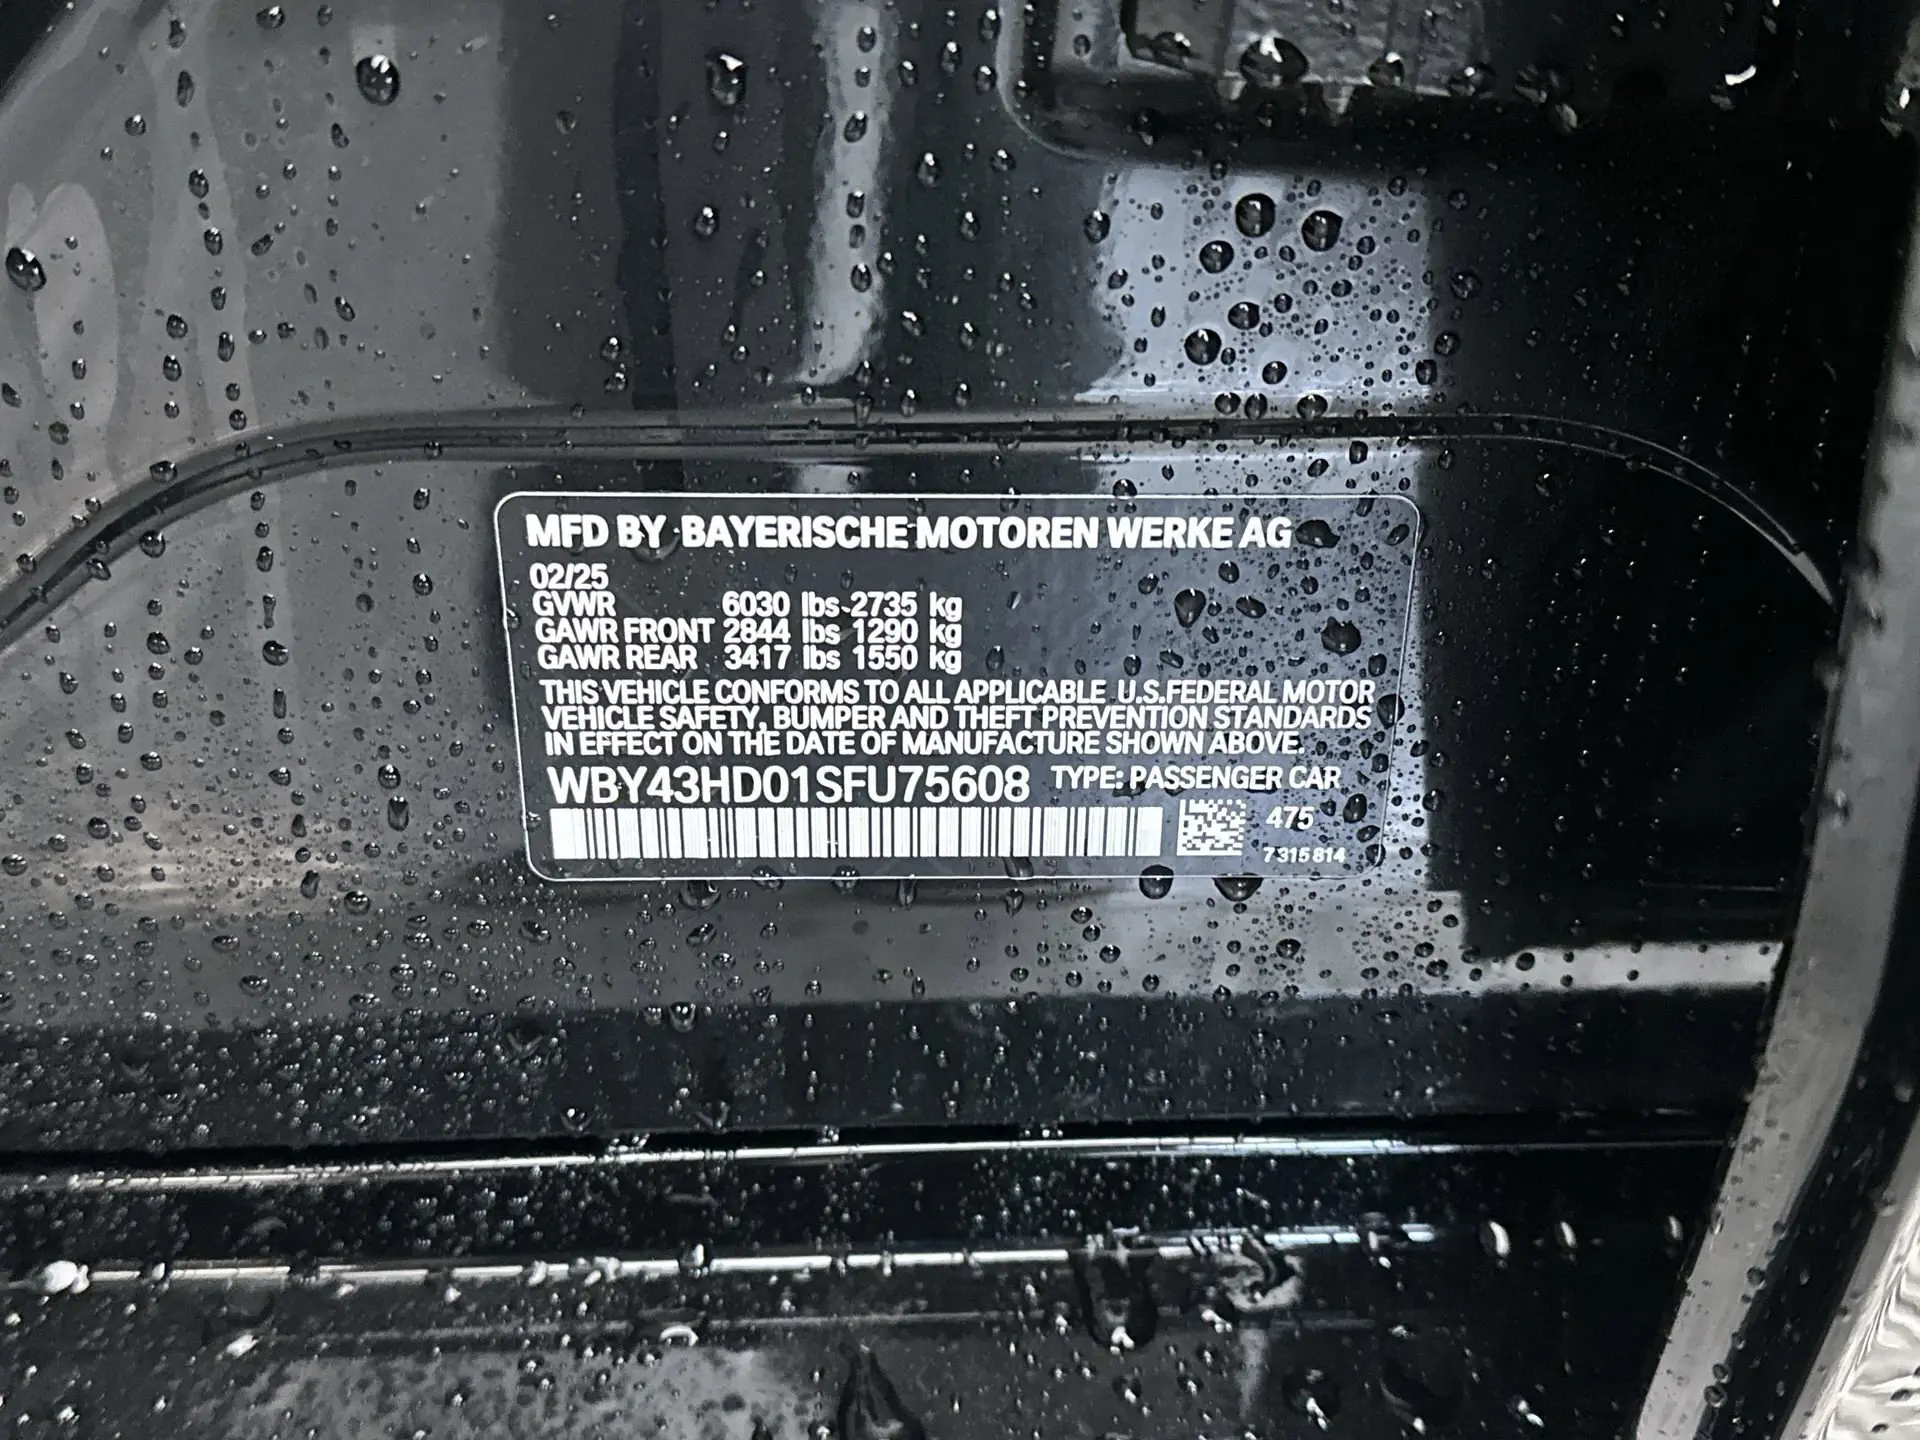 MFD BY BAYERISCHE MOTOREN WERKE AG
02/25
GVWR 6030 lbs 2735 kg
GAWR FRONT 2844 lbs 1290 kg
GAWR REAR 3417 lbs 1550 kg
THIS VEHICLE CONFORMS TO ALL APPLICABLE U.S.FEDERAL MOTOR
VEHICLE SAFETY, BUMPER AND THEFT PREVENTION STANDARDS
IN EFFECT ON THE DATE OF MANUFACTURE SHOWN ABOVE.
WBY43HD01SFU75608 TYPE: PASSENGER CAR
475
7 315 814